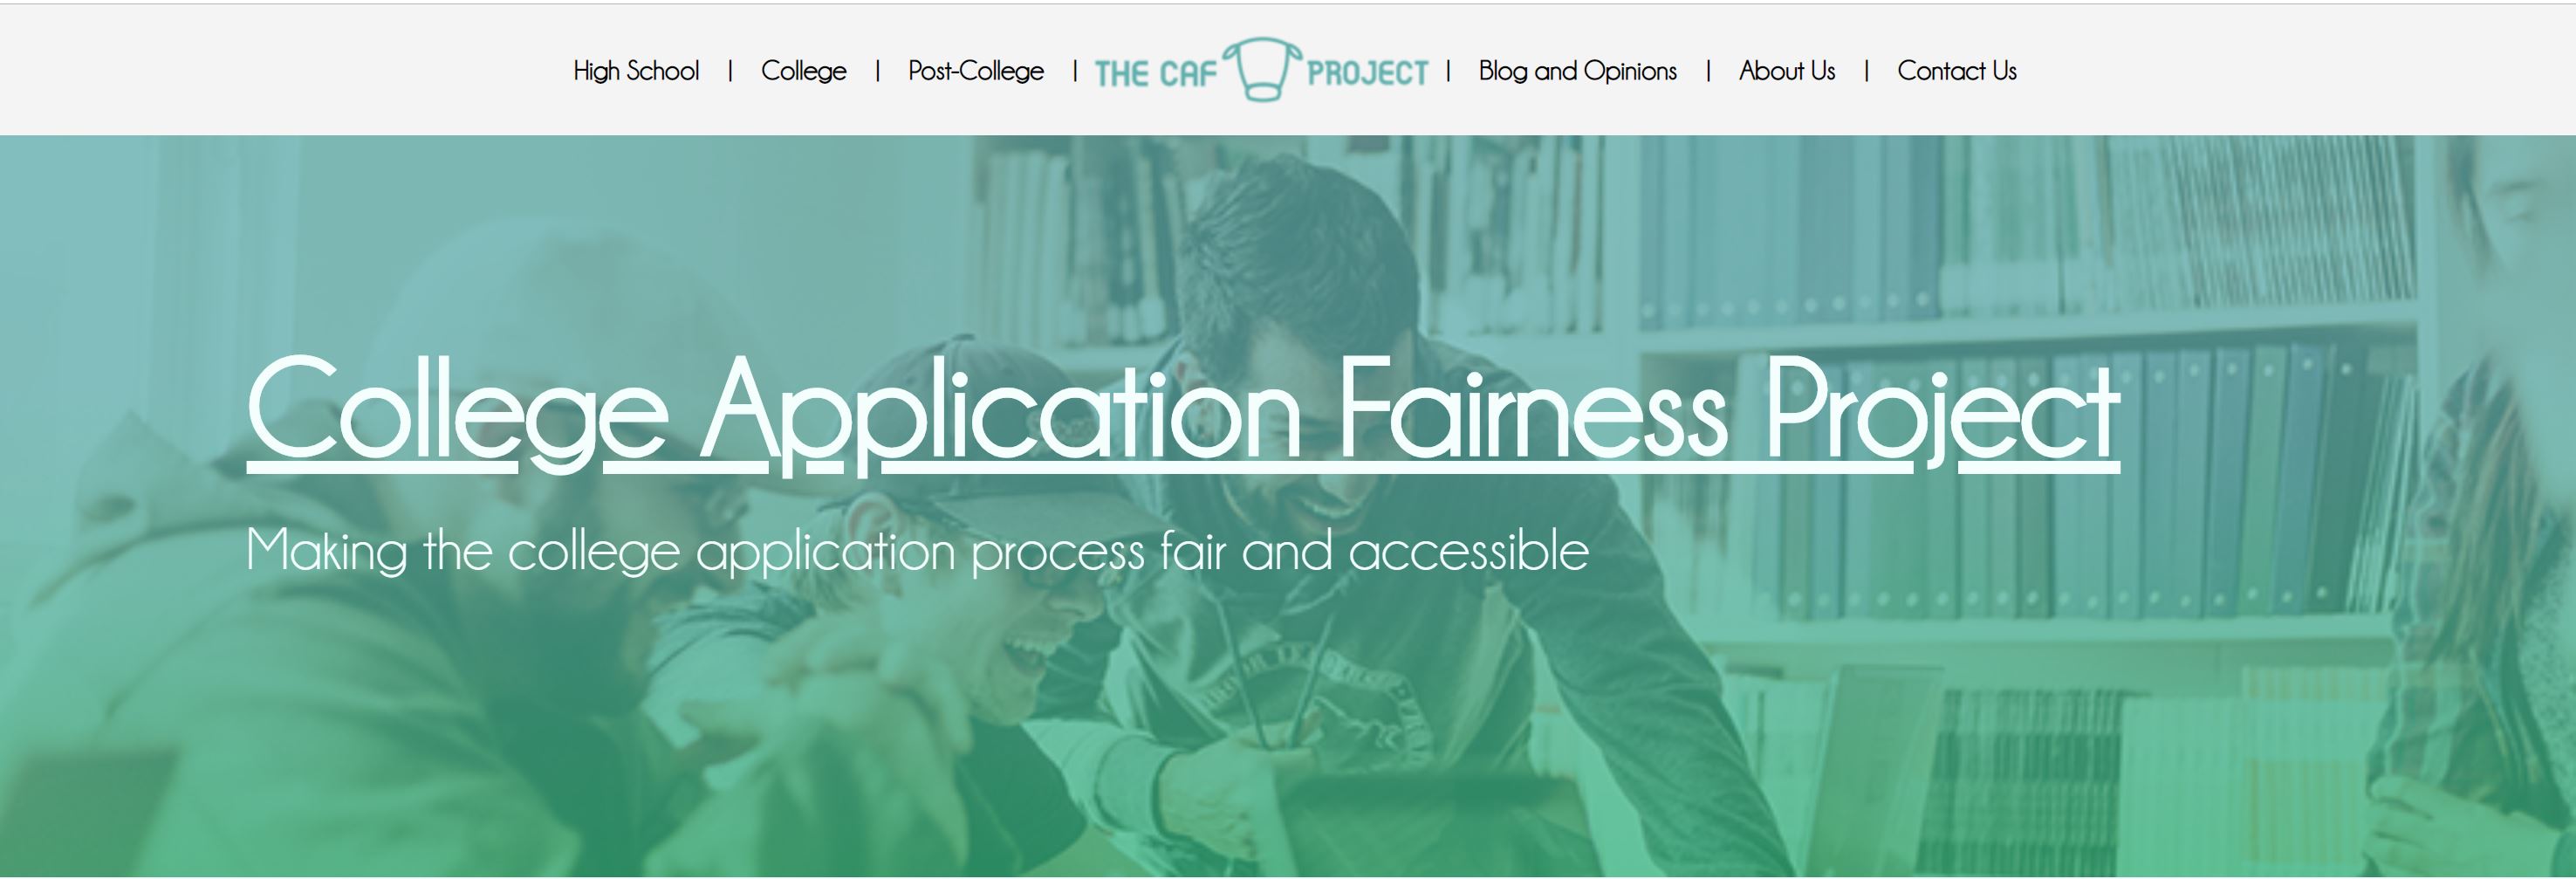 High School | College | Post-College | THE CAF PROJECT | Blog and Opinions | About Us | Contact Us
College Application Fairness Project
Making the college application process fair and accessible